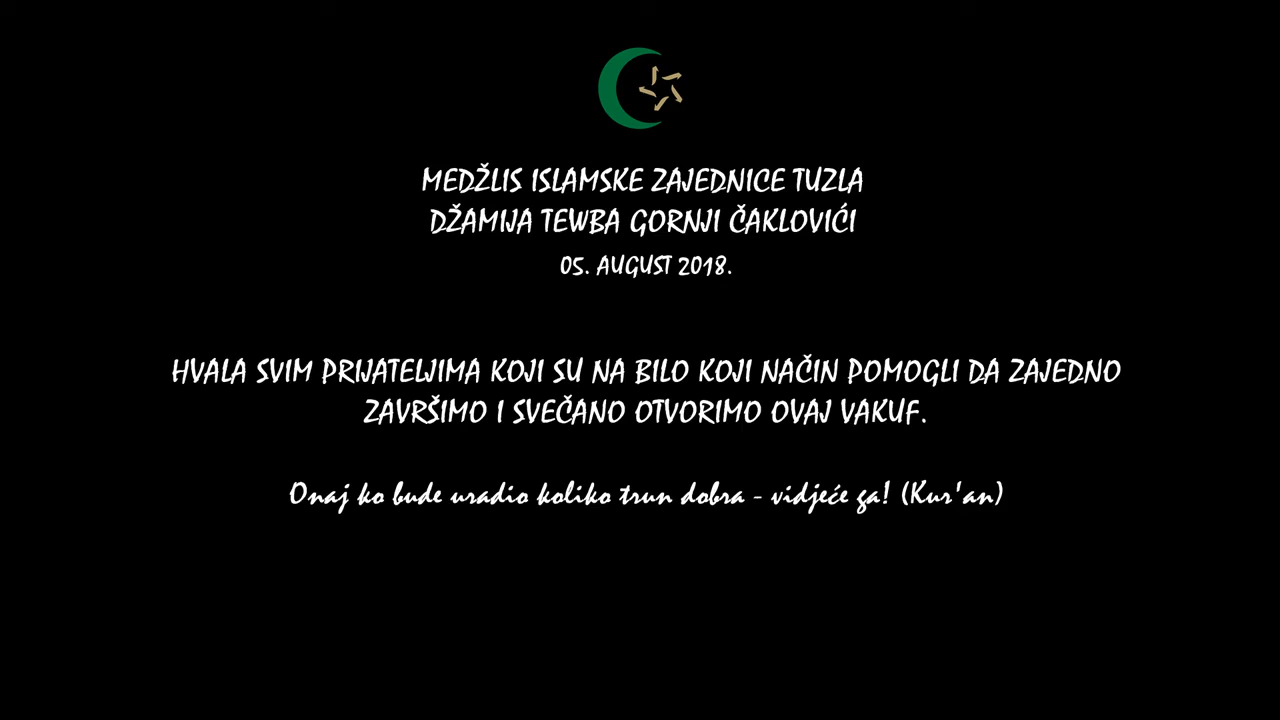 MEDŽLIS ISLAMSKE ZAJEDNICE TUZLA
DŽAMIJA TEWBA GORNJI ČAKLOVIĆI
05. AUGUST 2018.
HVALA SVIM PRIJATELJIMA KOJI SU NA BILO KOJI NAČIN POMOGLI DA ZAJEDNO
ZAVRŠIMO I SVEČANO OTVORIMO OVAJ VAKUF.
Onaj ko bude uradio koliko trun dobra - vidjeće ga! (Kur'an)